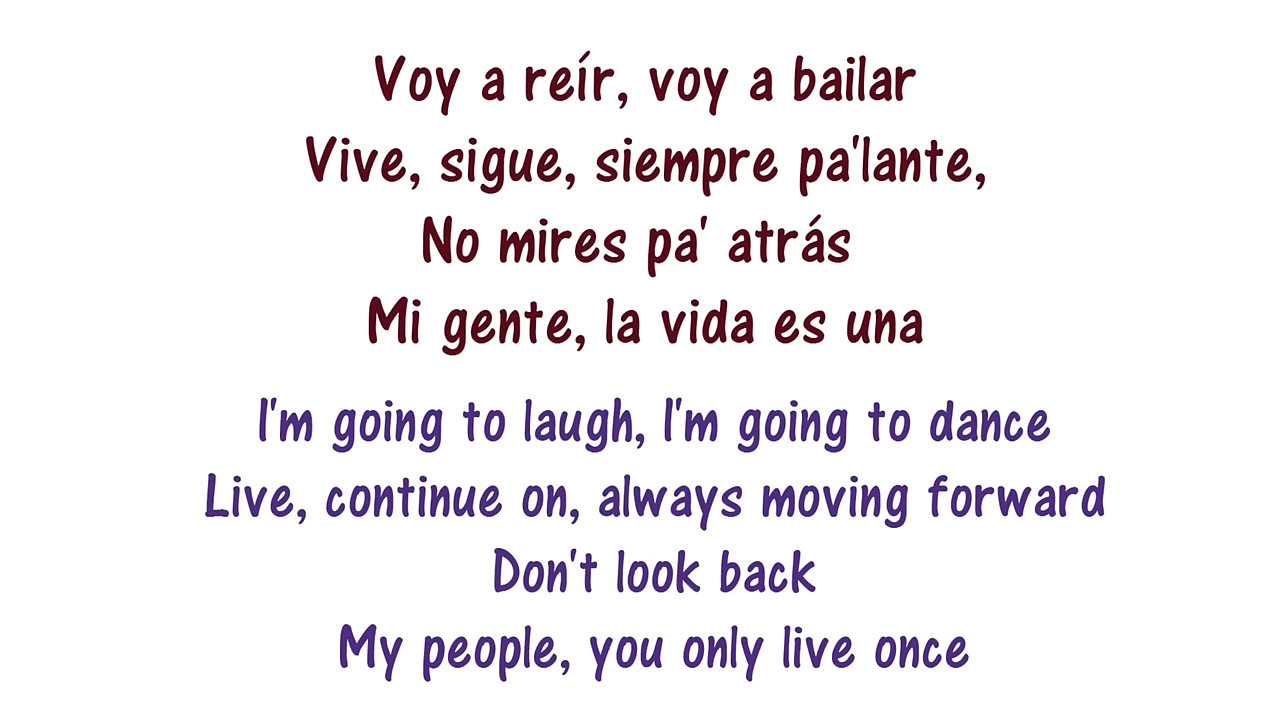 Voy a reír, voy a bailar
Vive, sigue, siempre pa'lante,
No mires pa' atrás
Mi gente, la vida es una
I'm going to laugh, I'm going to dance
Live, continue on, always moving forward
Don't look back
My people, you only live once